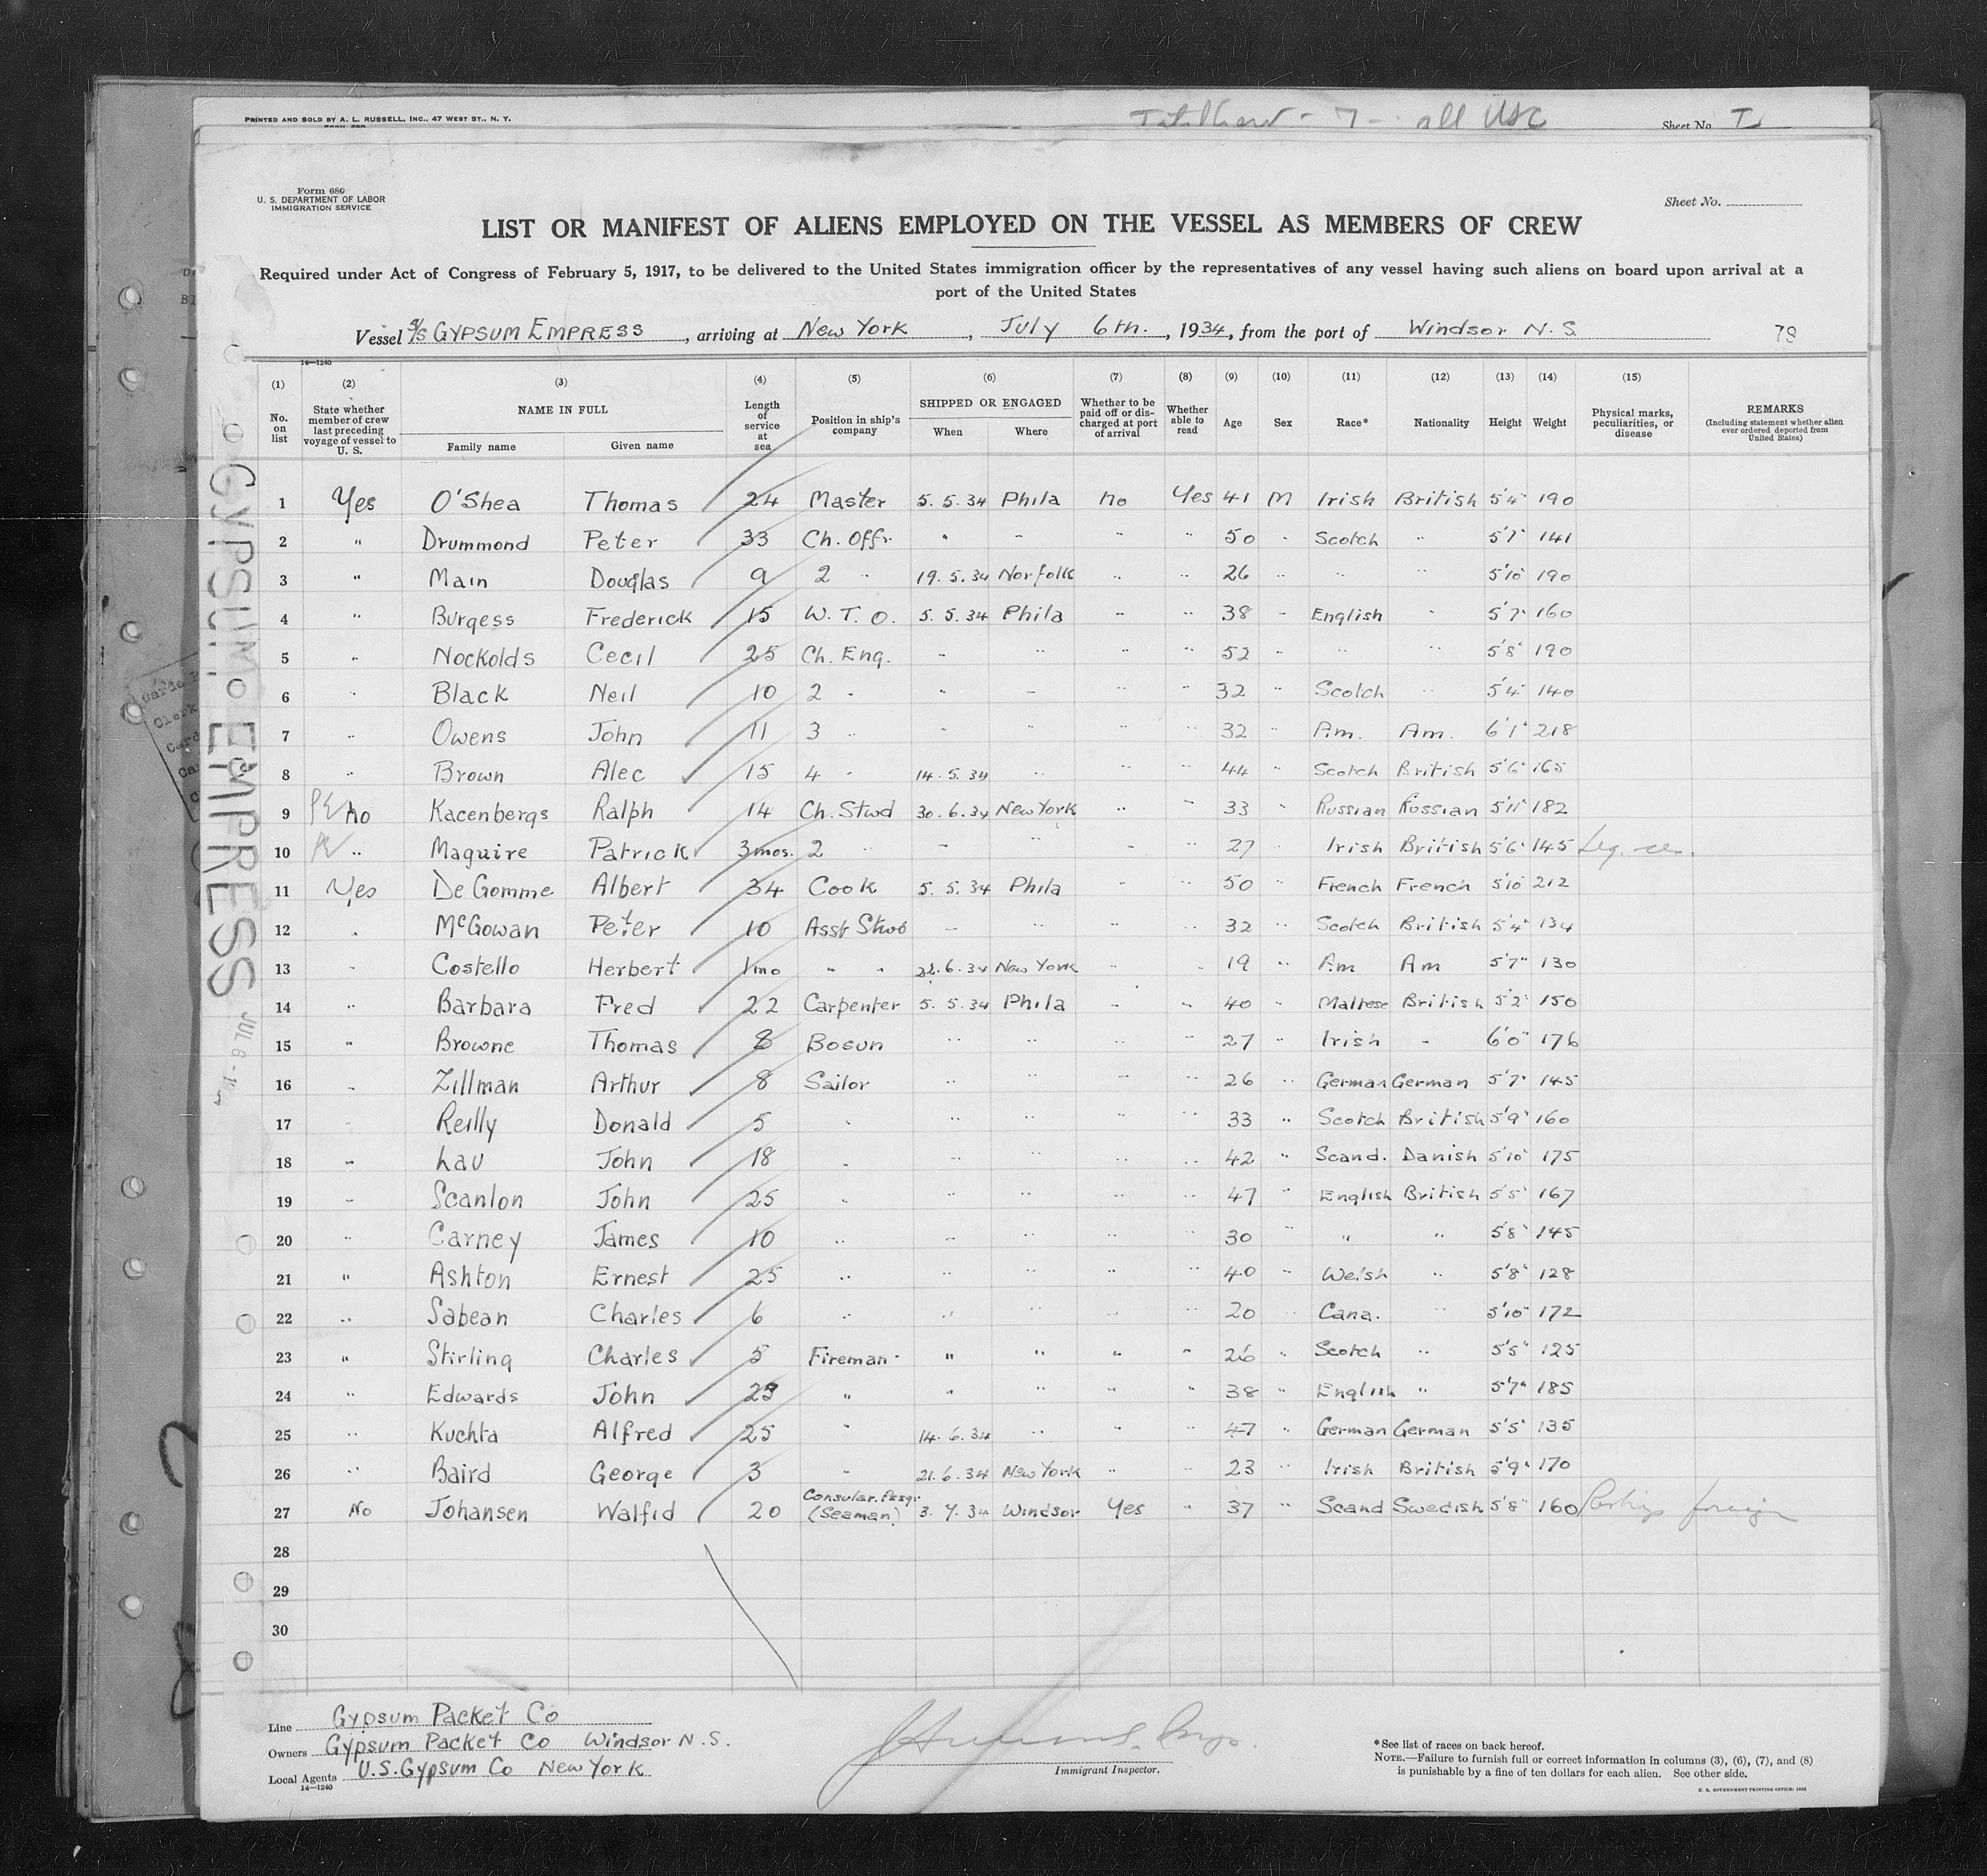 PRINTED AND SOLD BY A. L. RUSSELL, INC., 47 WEST ST., N. Y.
7 - all USC
Sheet No.
Form 680
U. S. DEPARTMENT OF LABOR
IMMIGRATION SERVICE
Sheet No.
LIST OR MANIFEST OF ALIENS EMPLOYED ON THE VESSEL AS MEMBERS OF CREW
Required under Act of Congress of February 5, 1917, to be delivered to the United States immigration officer by the representatives of any vessel having such aliens on board upon arrival at a
port of the United States
Vessel S/S GYPSUM EMPRESS, arriving at New York, July 6th., 1934, from the port of Windsor N.S.
14—1240
(1) (2) (3) (4) (5) (6) (7) (8) (9) (10) (11) (12) (13) (14) (15)
No. on list
State whether member of crew last preceding voyage of vessel to U. S.
NAME IN FULL
Family name Given name
Length of service at sea
Position in ship's company
SHIPPED OR ENGAGED
When Where
Whether to be paid off or discharged at port of arrival
Whether able to read
Age Sex Race* Nationality Height Weight
Physical marks, peculiarities, or disease
REMARKS
(Including statement whether alien ever ordered deported from United States)
1 Yes O'Shea Thomas 24 Master 5.5.34 Phila no Yes 41 M Irish British 5'4" 190
2 " Drummond Peter 33 Ch. Offr. " " " " 50 " Scotch " 5'7" 141
3 " Main Douglas 9 2 " 19.5.34 Norfolk " " 26 " " " 5'10" 190
4 " Burgess Frederick 15 W.T.O. 5.5.34 Phila " " 38 " English " 5'7" 160
5 " Nockolds Cecil 25 Ch. Eng. " " " " 52 " " " 5'8" 190
6 " Black Neil 10 2 " " " " " 32 " Scotch " 5'4" 140
7 " Owens John 11 3 " " " " " 32 " Am. Am. 6'1" 218
8 " Brown Alec 15 4 " 14.5.34 " " " 44 " Scotch British 5'6" 165
9 no Kacenbergs Ralph 14 Ch. Stwd 30.6.34 New York " " 33 " Russian Russian 5'11" 182
10 " Maguire Patrick 3mos. 2 " " " " " 27 " Irish British 5'6" 145
11 Yes De Gomme Albert 34 Cook 5.5.34 Phila " " 50 " French French 5'10" 212
12 " McGowan Peter 10 Asst Stwd " " " " 32 " Scotch British 5'4" 134
13 " Costello Herbert 1mo " " 22.6.34 New York " " 19 " Am Am 5'7" 130
14 " Barbara Fred 22 Carpenter 5.5.34 Phila " " 40 " Maltese British 5'2" 150
15 " Browne Thomas 8 Bosun " " " " 27 " Irish " 6'0" 176
16 " Zillman Arthur 8 Sailor " " " " 26 " German German 5'7" 145
17 " Reilly Donald 5 " " " " " 33 " Scotch British 5'9" 160
18 " Lau John 18 " " " " " 42 " Scand. Danish 5'10" 175
19 " Scanlon John 25 " " " " " 47 " English British 5'5" 167
20 " Carney James 10 " " " " " 30 " " " 5'8" 145
21 " Ashton Ernest 25 " " " " " 40 " Welsh " 5'8" 128
22 " Sabean Charles 6 " " " " " 20 " Cana. " 5'10" 172
23 " Stirling Charles 5 Fireman " " " " 26 " Scotch " 5'5" 125
24 " Edwards John 23 " " " " " 38 " English " 5'7" 185
25 " Kuchta Alfred 25 " 14.6.34 " " " 47 " German German 5'5" 135
26 " Baird George 3 " 21.6.34 New York " " 23 " Irish British 5'9" 170
27 No Johansen Walfid 20 Consular. Passgr. (Seaman) 3.7.34 Windsor Yes " 37 " Scand Swedish 5'8" 160 foreign
28
29
30
GYPSUM EMPRESS JUL 6 -
Line Gypsum Packet Co
Owners Gypsum Packet Co Windsor N.S.
Local Agents U.S. Gypsum Co New York
14—1240
Immigrant Inspector.
*See list of races on back hereof.
NOTE.—Failure to furnish full or correct information in columns (3), (6), (7), and (8)
is punishable by a fine of ten dollars for each alien. See other side.